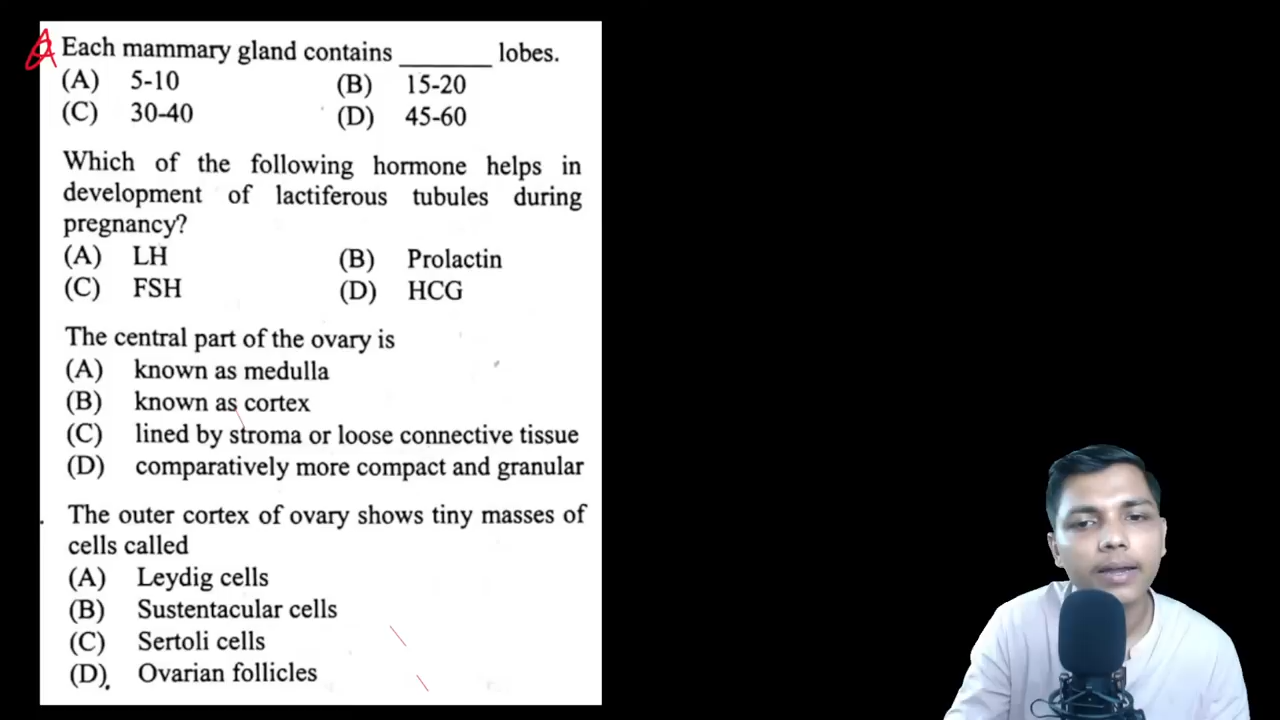 Each mammary gland contains ________ lobes.
(A) 5-10 (B) 15-20
(C) 30-40 (D) 45-60
Which of the following hormone helps in
development of lactiferous tubules during
pregnancy?
(A) LH (B) Prolactin
(C) FSH (D) HCG
The central part of the ovary is
(A) known as medulla
(B) known as cortex
(C) lined by stroma or loose connective tissue
(D) comparatively more compact and granular
. The outer cortex of ovary shows tiny masses of
cells called
(A) Leydig cells
(B) Sustentacular cells
(C) Sertoli cells
(D) Ovarian follicles